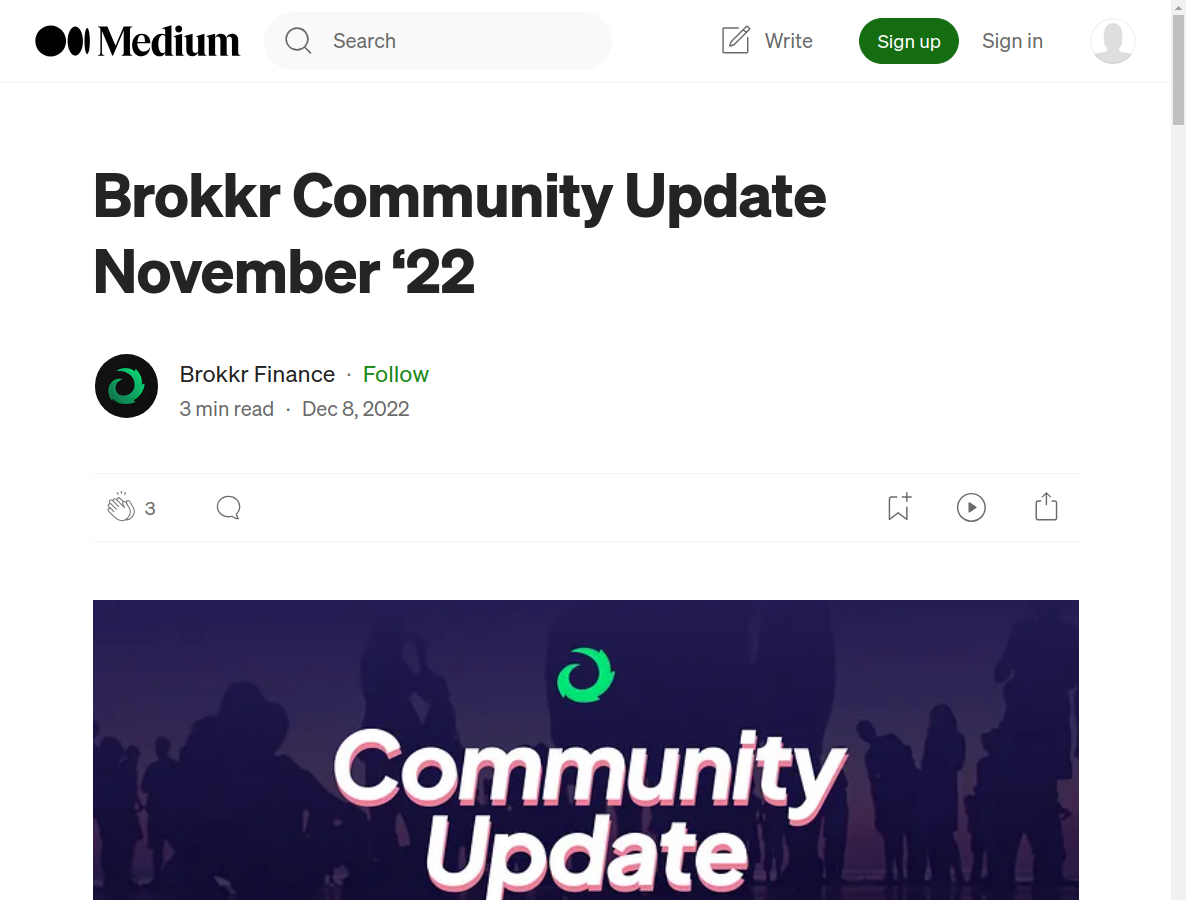 Medium
Search
Write
Sign up
Sign in
Brokkr Community Update
November ‘22
Brokkr Finance · Follow
3 min read · Dec 8, 2022
3
Community
Update